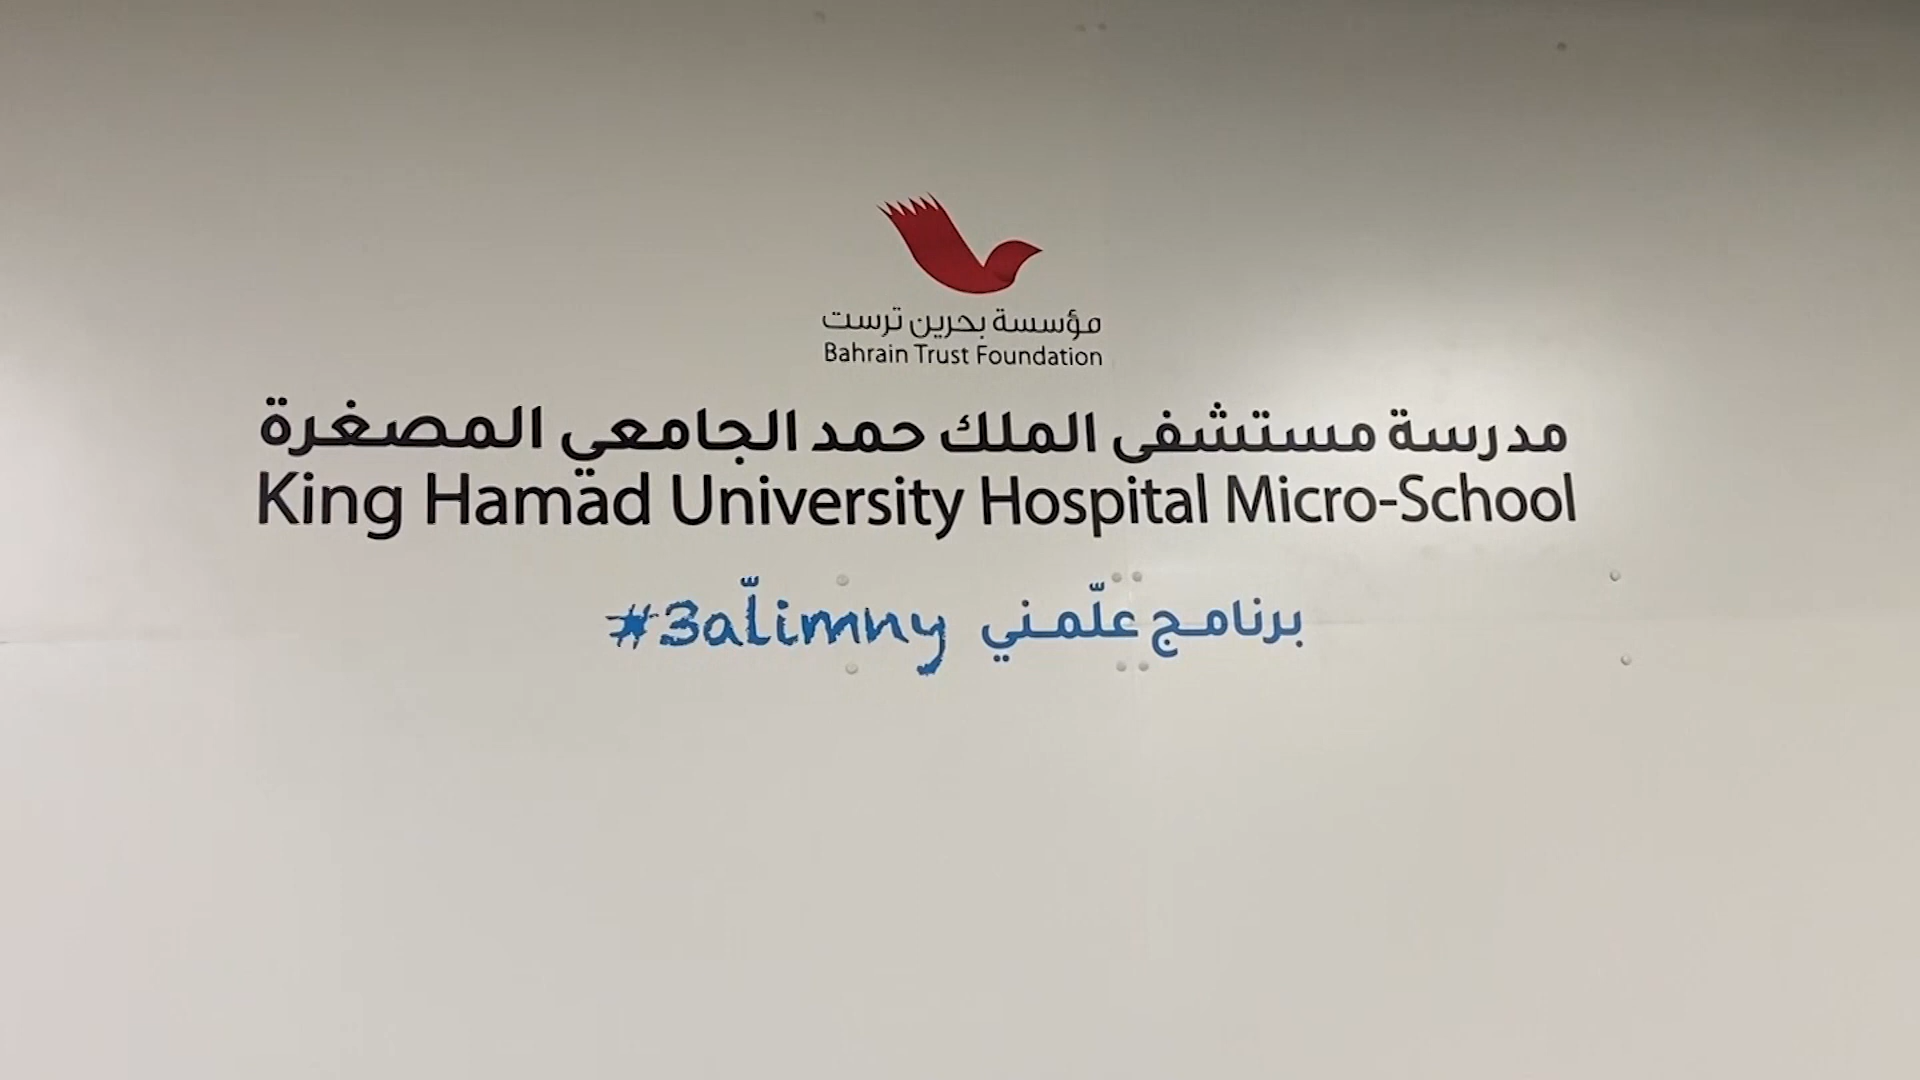 مؤسسة بحرين ترست
Bahrain Trust Foundation
مدرسة مستشفى الملك حمد الجامعي المصغرة
King Hamad University Hospital Micro-School
برنامج علّمني #3alimny